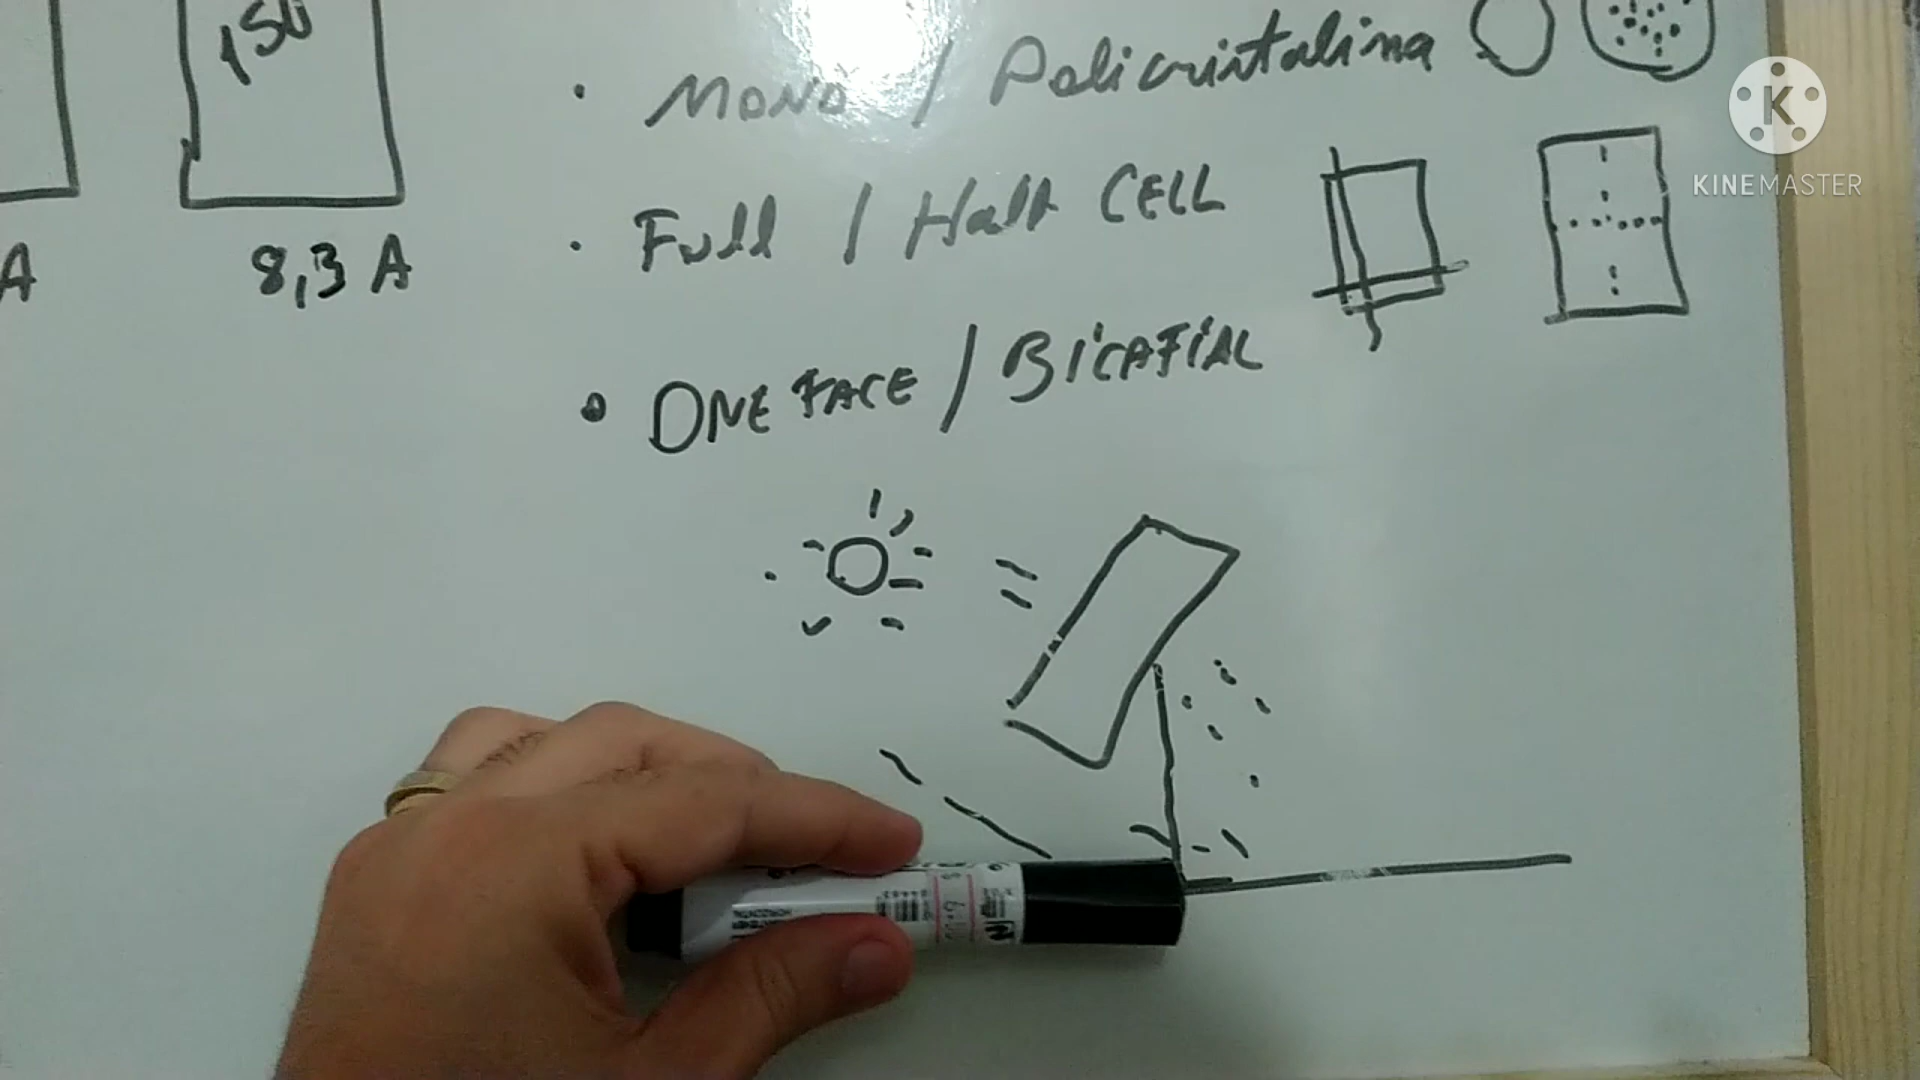 150
• Mono / Policristalina
A
8,3 A
• Full / Half CELL
• ONE FACE / BICAFIAL
KINEMASTER